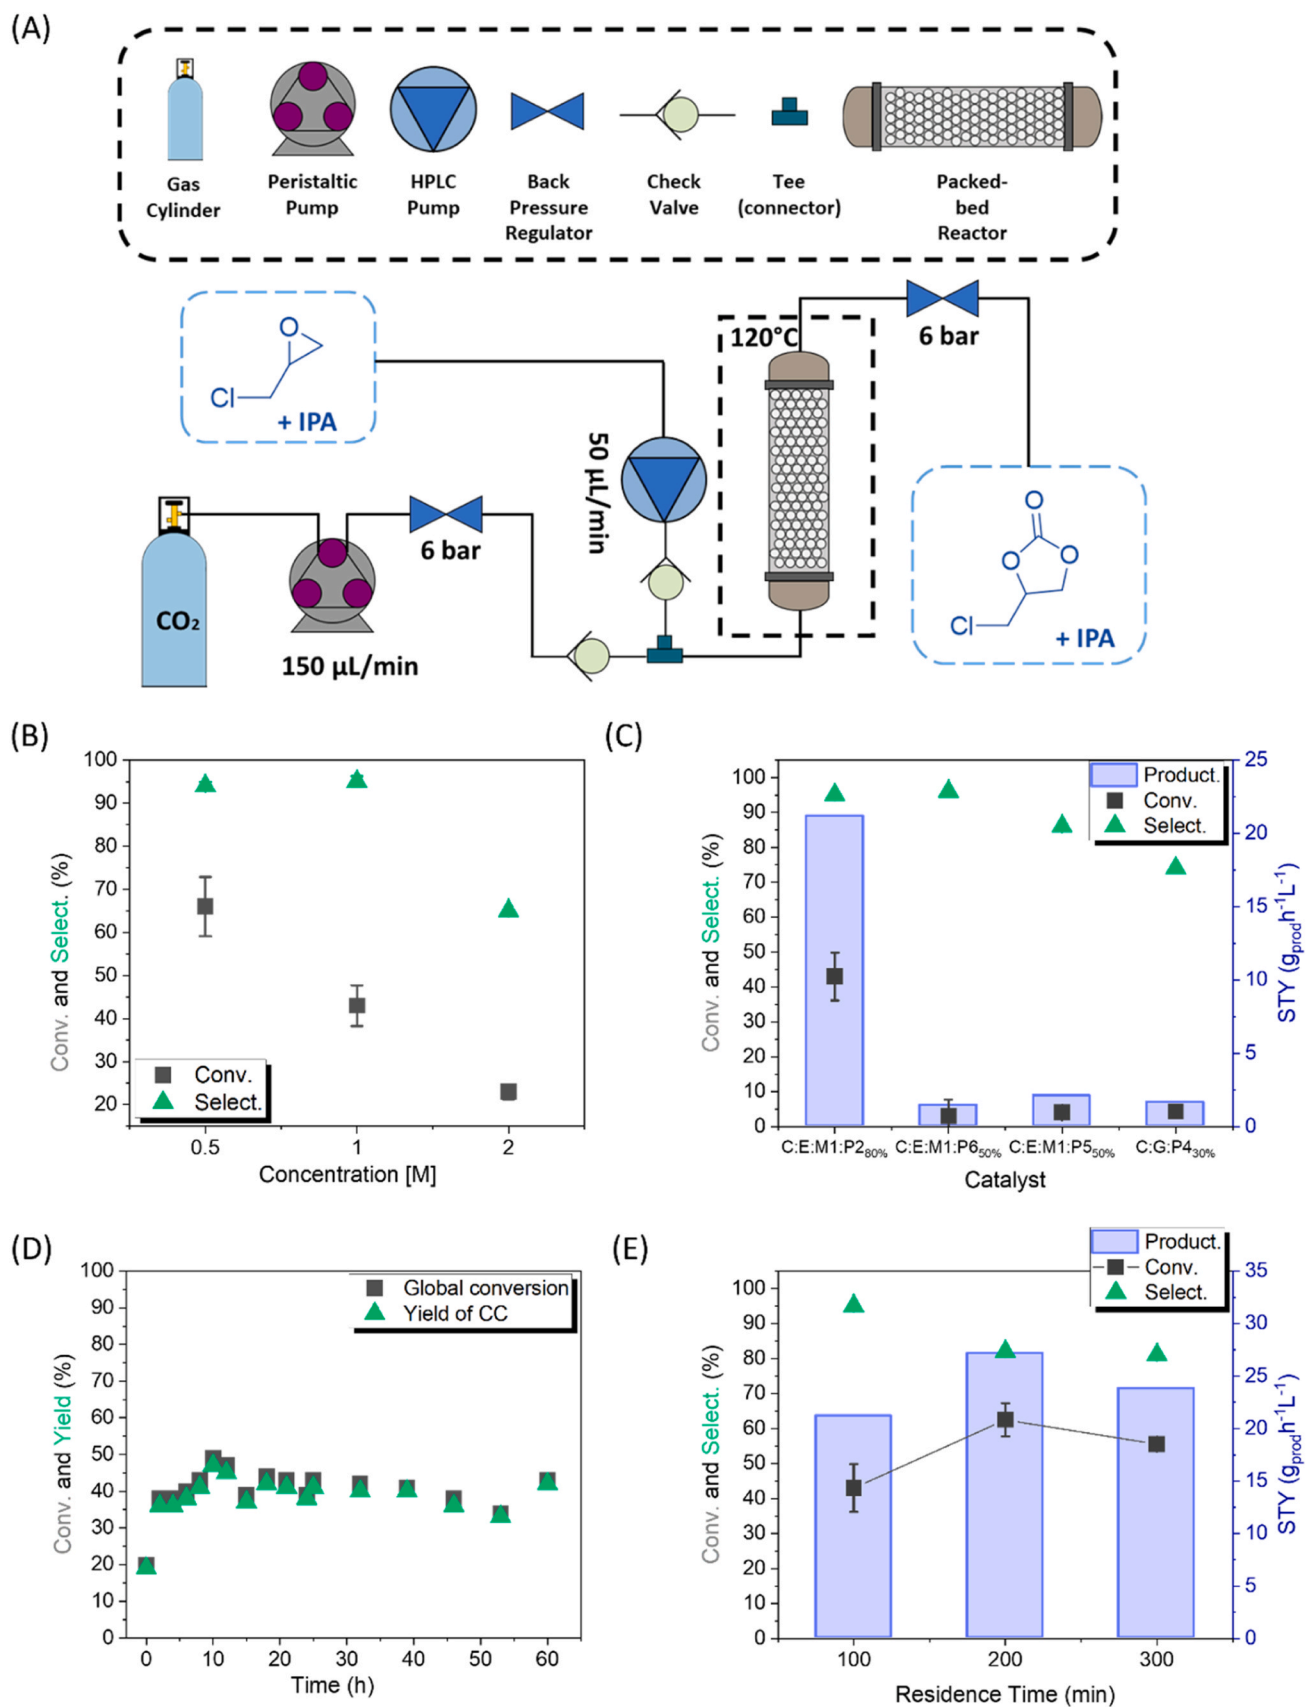 (A)
Gas
Cylinder
Peristaltic
Pump
HPLC
Pump
Back
Pressure
Regulator
Check
Valve
Tee
(connector)
Packed-
bed
Reactor
O
Cl
+ IPA
50 µL/min
120°C
6 bar
CO₂
150 µL/min
6 bar
O
O
O
Cl
+ IPA
(B)
100
90
80
70
60
50
40
30
20
Conv. and Select. (%)
Conv.
Select.
0.5
1
2
Concentration [M]
(C)
100
90
80
70
60
50
40
30
20
10
0
Conv. and Select. (%)
Product.
Conv.
Select.
25
20
15
10
5
0
STY (g_prod h⁻¹L⁻¹)
C:E:M1:P2₈₀%
C:E:M1:P6₅₀%
C:E:M1:P5₅₀%
C:G:P4₃₀%
Catalyst
(D)
100
90
80
70
60
50
40
30
20
10
0
Conv. and Yield (%)
Global conversion
Yield of CC
0
10
20
30
40
50
60
Time (h)
(E)
100
90
80
70
60
50
40
30
20
10
0
Conv. and Select. (%)
Product.
Conv.
Select.
35
30
25
20
15
10
5
0
STY (g_prod h⁻¹L⁻¹)
100
200
300
Residence Time (min)